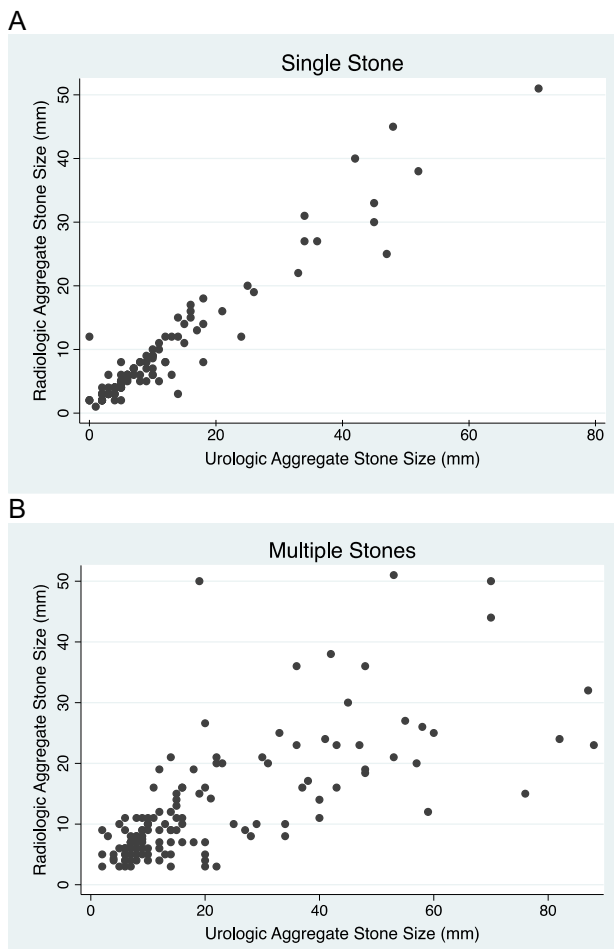 A
Single Stone
Radiologic Aggregate Stone Size (mm)
50
40
30
20
10
0
0 20 40 60 80
Urologic Aggregate Stone Size (mm)
B
Multiple Stones
Radiologic Aggregate Stone Size (mm)
50
40
30
20
10
0
0 20 40 60 80
Urologic Aggregate Stone Size (mm)